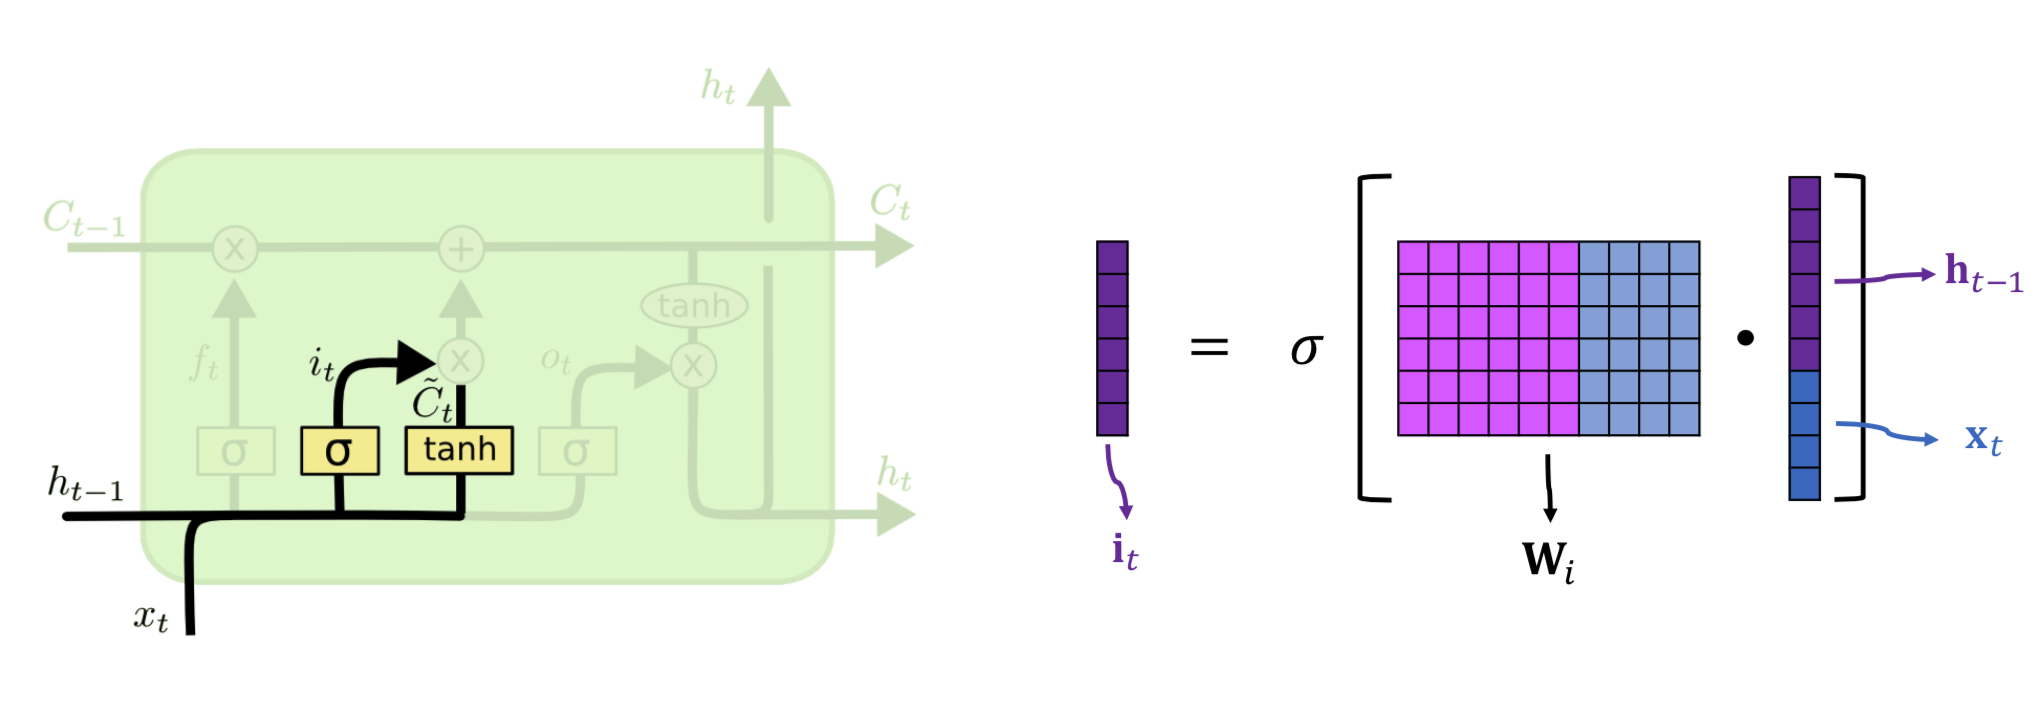 h_t
C_{t-1}
C_t
x
+
tanh
f_t
i_t
x
o_t
x
C̃_t
σ
σ
tanh
σ
h_{t-1}
h_t
x_t
i_t
=
σ
[
W_i
•
]
h_{t-1}
x_t